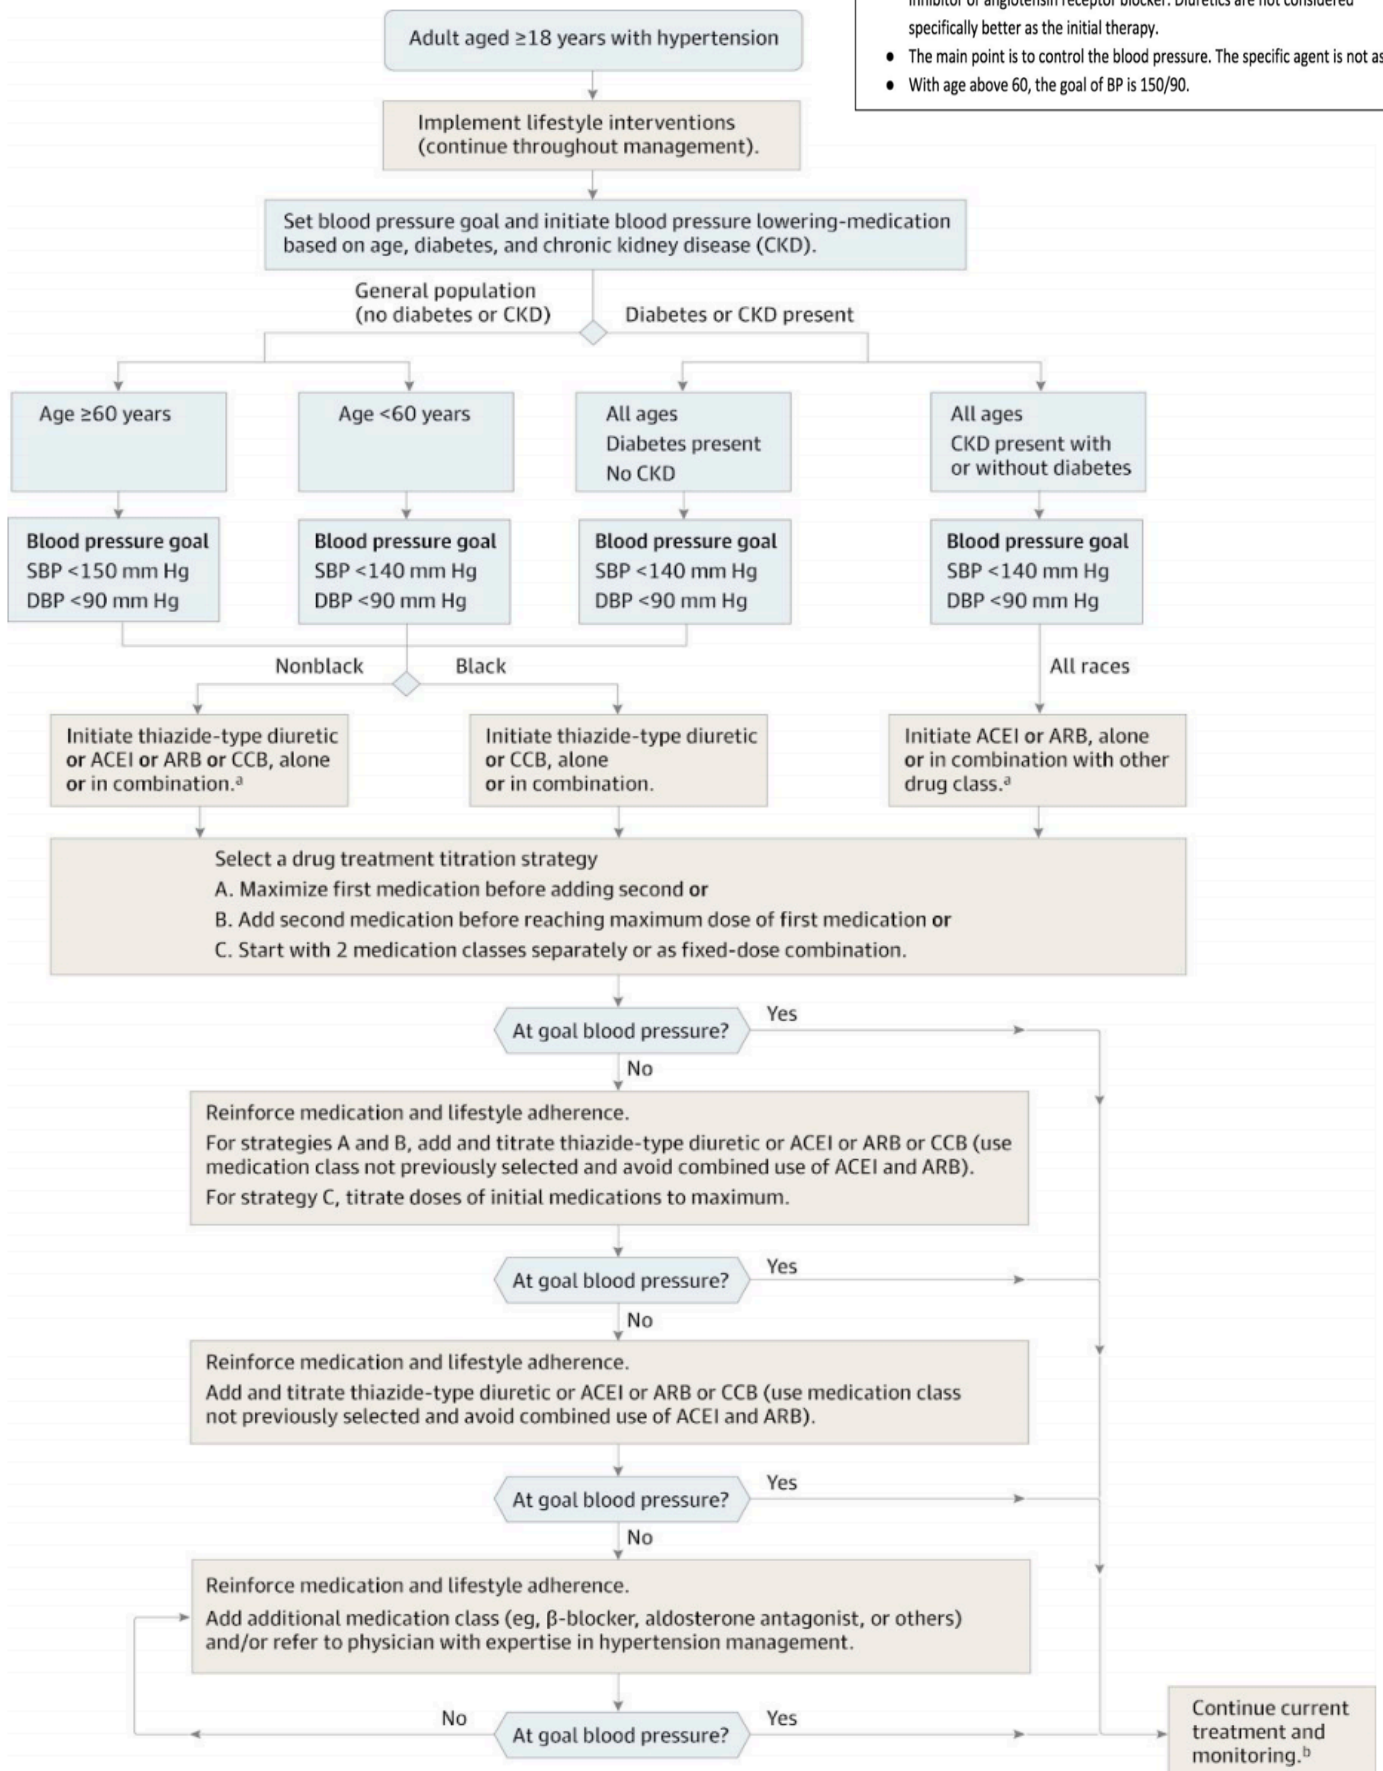 inhibitor or angiotensin receptor blocker. Diuretics are not considered
specifically better as the initial therapy.
● The main point is to control the blood pressure. The specific agent is not as
● With age above 60, the goal of BP is 150/90.
Adult aged ≥18 years with hypertension
Implement lifestyle interventions
(continue throughout management).
Set blood pressure goal and initiate blood pressure lowering-medication
based on age, diabetes, and chronic kidney disease (CKD).
General population
(no diabetes or CKD)
Diabetes or CKD present
Age ≥60 years
Age <60 years
All ages
Diabetes present
No CKD
All ages
CKD present with
or without diabetes
Blood pressure goal
SBP <150 mm Hg
DBP <90 mm Hg
Blood pressure goal
SBP <140 mm Hg
DBP <90 mm Hg
Blood pressure goal
SBP <140 mm Hg
DBP <90 mm Hg
Blood pressure goal
SBP <140 mm Hg
DBP <90 mm Hg
Nonblack
Black
All races
Initiate thiazide-type diuretic
or ACEI or ARB or CCB, alone
or in combination.a
Initiate thiazide-type diuretic
or CCB, alone
or in combination.
Initiate ACEI or ARB, alone
or in combination with other
drug class.a
Select a drug treatment titration strategy
A. Maximize first medication before adding second or
B. Add second medication before reaching maximum dose of first medication or
C. Start with 2 medication classes separately or as fixed-dose combination.
At goal blood pressure?
Yes
No
Reinforce medication and lifestyle adherence.
For strategies A and B, add and titrate thiazide-type diuretic or ACEI or ARB or CCB (use
medication class not previously selected and avoid combined use of ACEI and ARB).
For strategy C, titrate doses of initial medications to maximum.
At goal blood pressure?
Yes
No
Reinforce medication and lifestyle adherence.
Add and titrate thiazide-type diuretic or ACEI or ARB or CCB (use medication class
not previously selected and avoid combined use of ACEI and ARB).
At goal blood pressure?
Yes
No
Reinforce medication and lifestyle adherence.
Add additional medication class (eg, β-blocker, aldosterone antagonist, or others)
and/or refer to physician with expertise in hypertension management.
No
At goal blood pressure?
Yes
Continue current
treatment and
monitoring.b